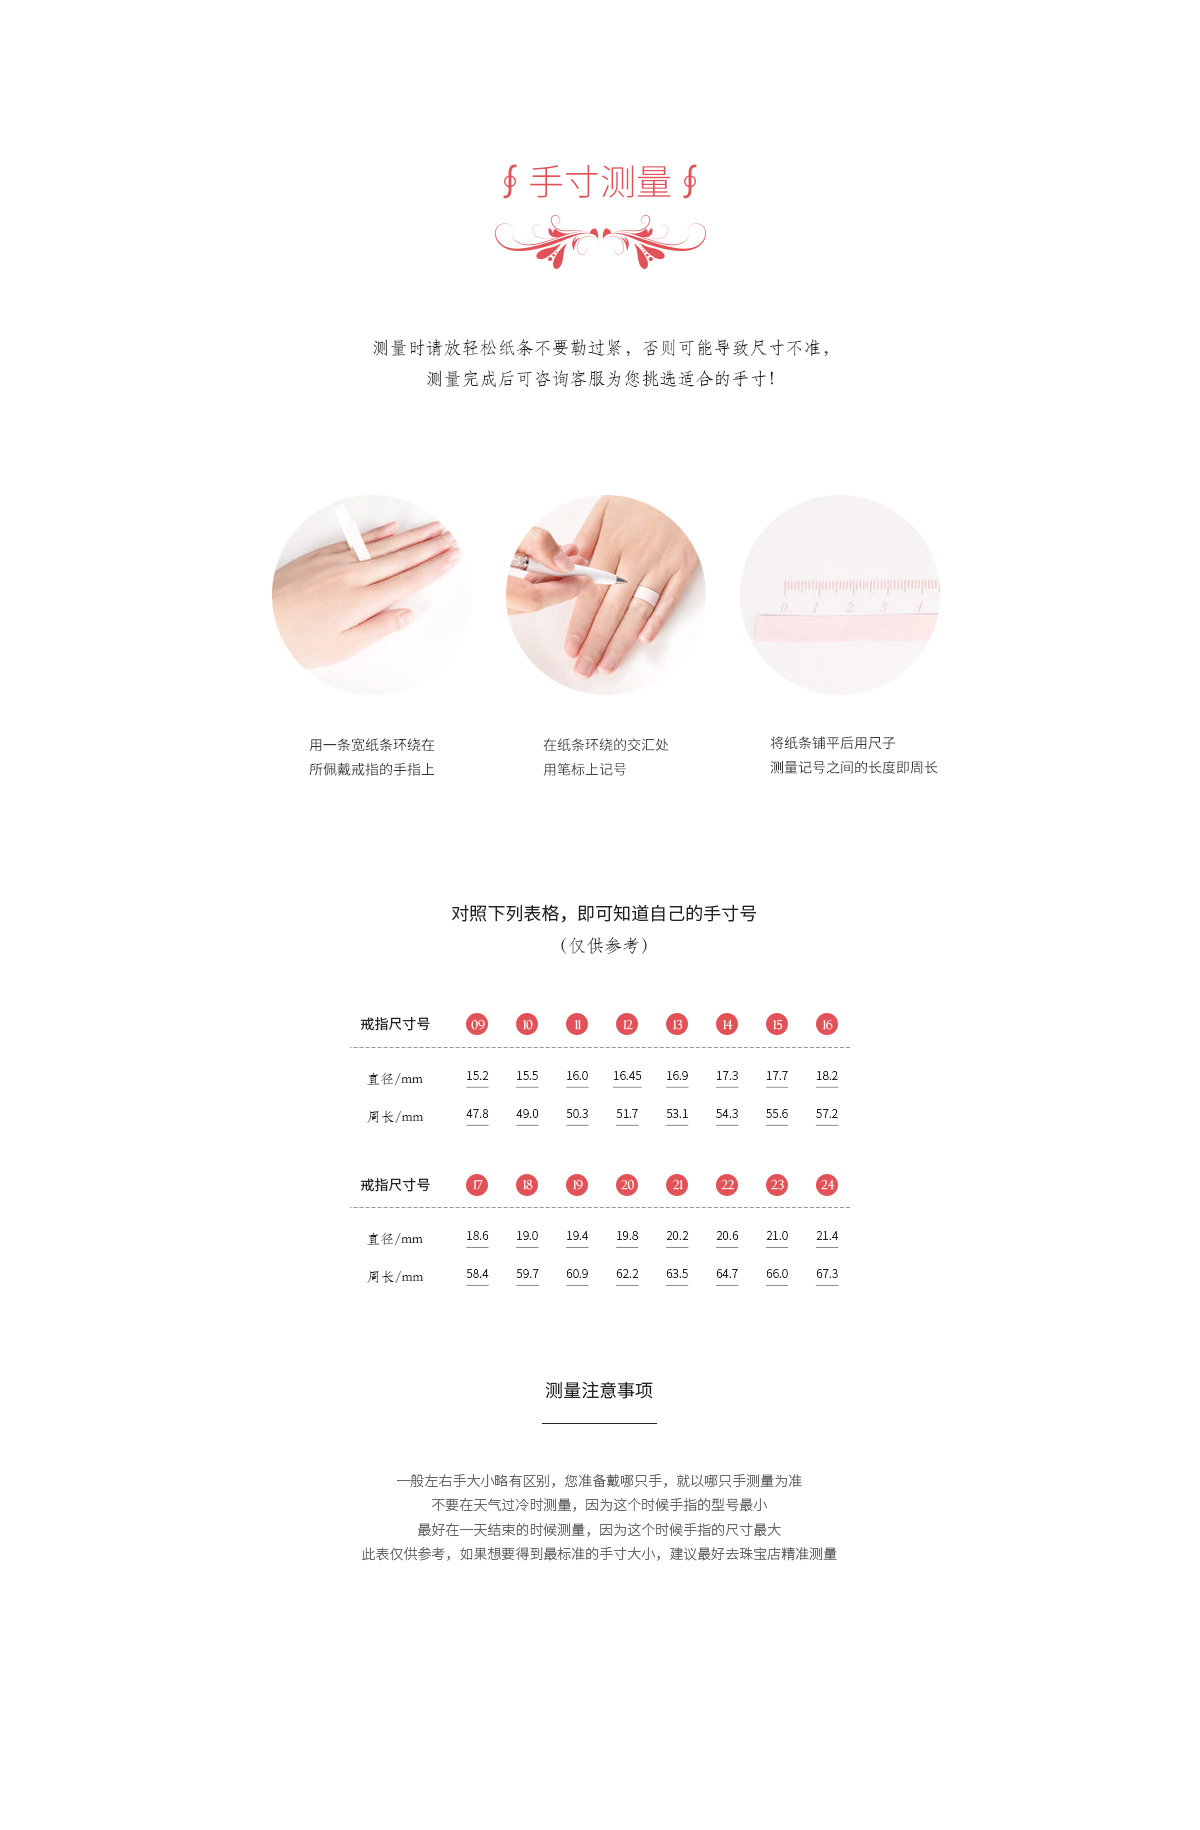 ∮ 手寸测量 ∮
测量时请放轻松纸条不要勒过紧，否则可能导致尺寸不准，
测量完成后可咨询客服为您挑选适合的手寸！
0 1 2 3 4
用一条宽纸条环绕在
所佩戴戒指的手指上
在纸条环绕的交汇处
用笔标上记号
将纸条铺平后用尺子
测量记号之间的长度即周长
对照下列表格，即可知道自己的手寸号
（仅供参考）
戒指尺寸号 09 10 11 12 13 14 15 16
直径/mm 15.2 15.5 16.0 16.45 16.9 17.3 17.7 18.2
周长/mm 47.8 49.0 50.3 51.7 53.1 54.3 55.6 57.2
戒指尺寸号 17 18 19 20 21 22 23 24
直径/mm 18.6 19.0 19.4 19.8 20.2 20.6 21.0 21.4
周长/mm 58.4 59.7 60.9 62.2 63.5 64.7 66.0 67.3
测量注意事项
一般左右手大小略有区别，您准备戴哪只手，就以哪只手测量为准
不要在天气过冷时测量，因为这个时候手指的型号最小
最好在一天结束的时候测量，因为这个时候手指的尺寸最大
此表仅供参考，如果想要得到最标准的手寸大小，建议最好去珠宝店精准测量